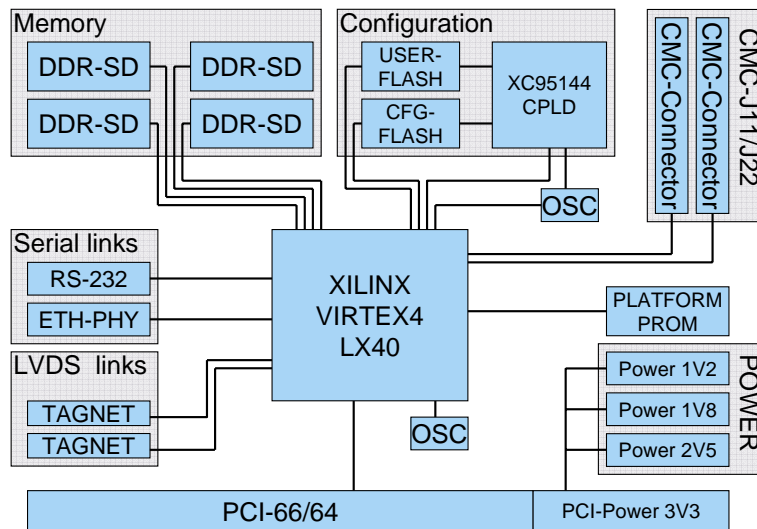 Memory
DDR-SD
DDR-SD
DDR-SD
DDR-SD
Configuration
USER-
FLASH
CFG-
FLASH
XC95144
CPLD
OSC
CMC-Connector
CMC-Connector
CMC-J11/J22
Serial links
RS-232
ETH-PHY
LVDS links
TAGNET
TAGNET
XILINX
VIRTEX4
LX40
OSC
PLATFORM
PROM
Power 1V2
Power 1V8
Power 2V5
POWER
PCI-66/64
PCI-Power 3V3